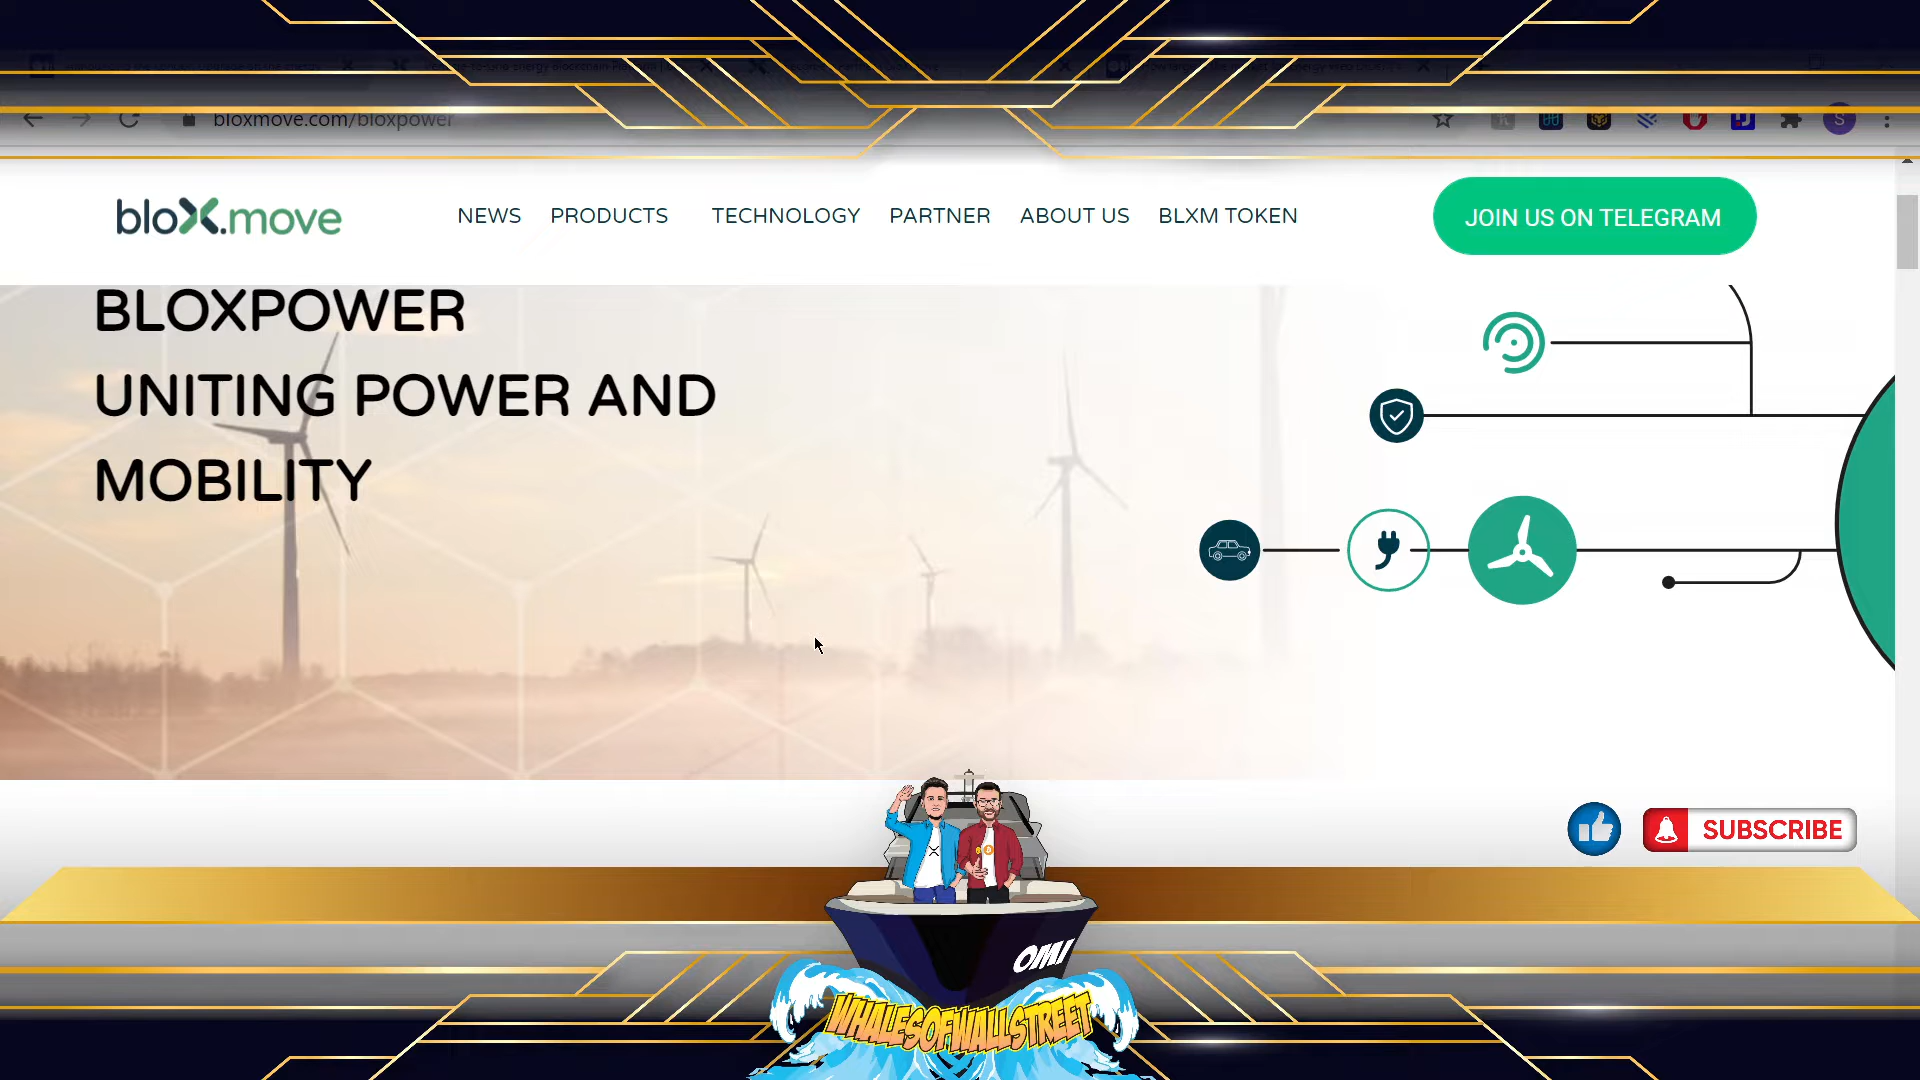 bloxmove.com/bloxpower
S
bloX.move
NEWS PRODUCTS TECHNOLOGY PARTNER ABOUT US BLXM TOKEN
JOIN US ON TELEGRAM
BLOXPOWER
UNITING POWER AND
MOBILITY
SUBSCRIBE
OMI
WHALESOFWALLSTREET